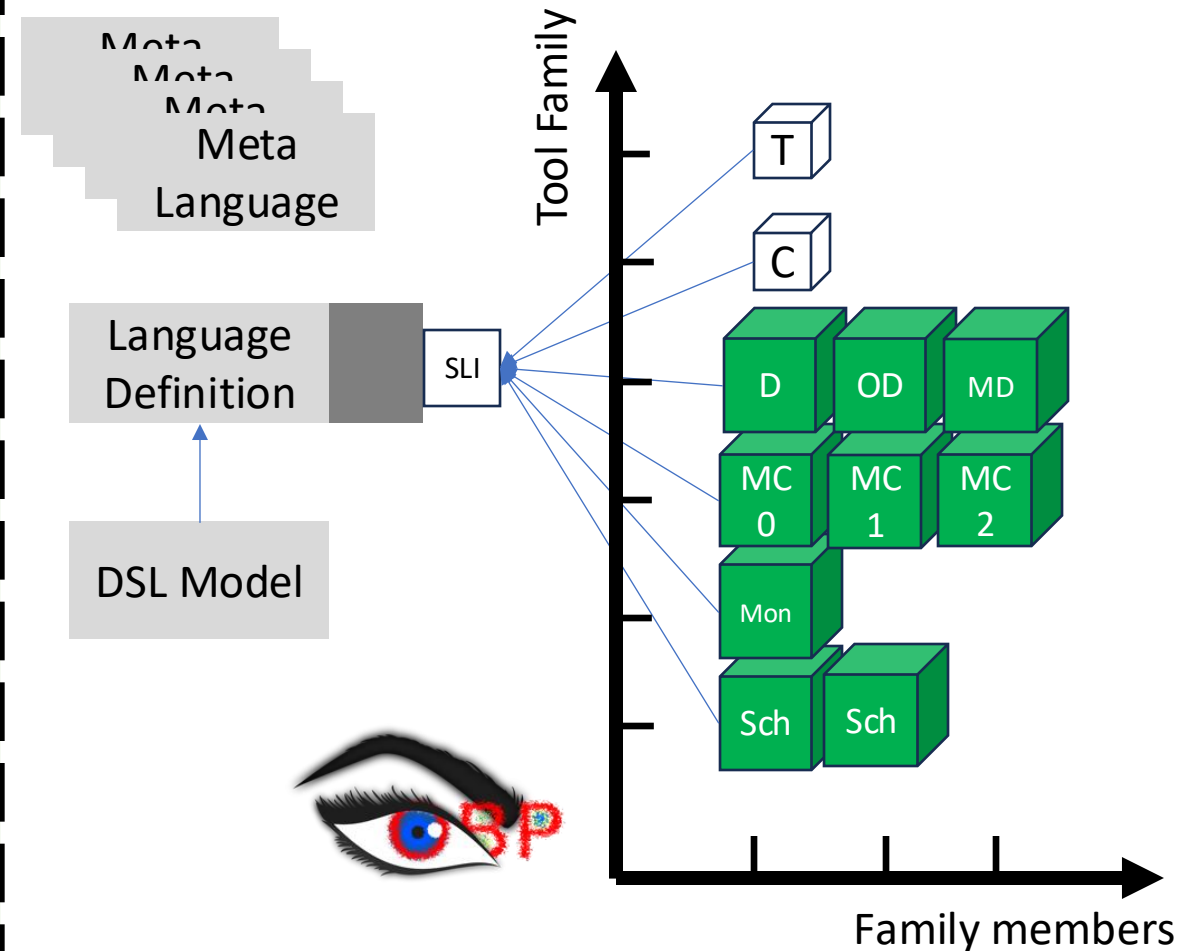 Meta
Meta
Meta
Meta
Language
Language
Definition
SLI
DSL Model
Tool Family
T
C
D
OD
MD
MC
0
MC
1
MC
2
Mon
Sch
Sch
BP
Family members